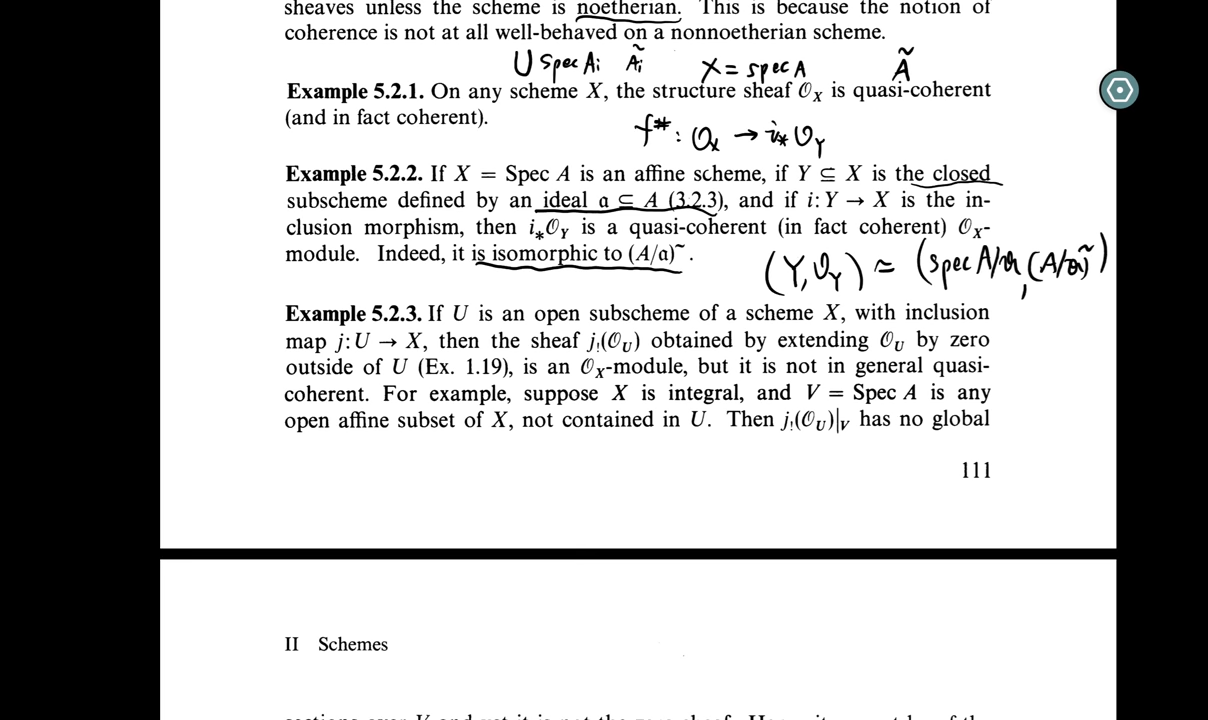 sheaves unless the scheme is noetherian. This is because the notion of
coherence is not at all well-behaved on a nonnoetherian scheme.
U Spec Ai Ãi X = spec A Ã
Example 5.2.1. On any scheme X, the structure sheaf 𝒪_X is quasi-coherent
(and in fact coherent).
f^# : 𝒪_X → i_* 𝒪_Y
Example 5.2.2. If X = Spec A is an affine scheme, if Y ⊆ X is the closed
subscheme defined by an ideal 𝔞 ⊆ A (3.2.3), and if i: Y → X is the in-
clusion morphism, then i_*𝒪_Y is a quasi-coherent (in fact coherent) 𝒪_X-
module. Indeed, it is isomorphic to (A/𝔞)~.
(Y, 𝒪_Y) ≃ (spec A/𝔞, (A/𝔞)~)
Example 5.2.3. If U is an open subscheme of a scheme X, with inclusion
map j: U → X, then the sheaf j_!(𝒪_U) obtained by extending 𝒪_U by zero
outside of U (Ex. 1.19), is an 𝒪_X-module, but it is not in general quasi-
coherent. For example, suppose X is integral, and V = Spec A is any
open affine subset of X, not contained in U. Then j_!(𝒪_U)|_V has no global
111
II Schemes